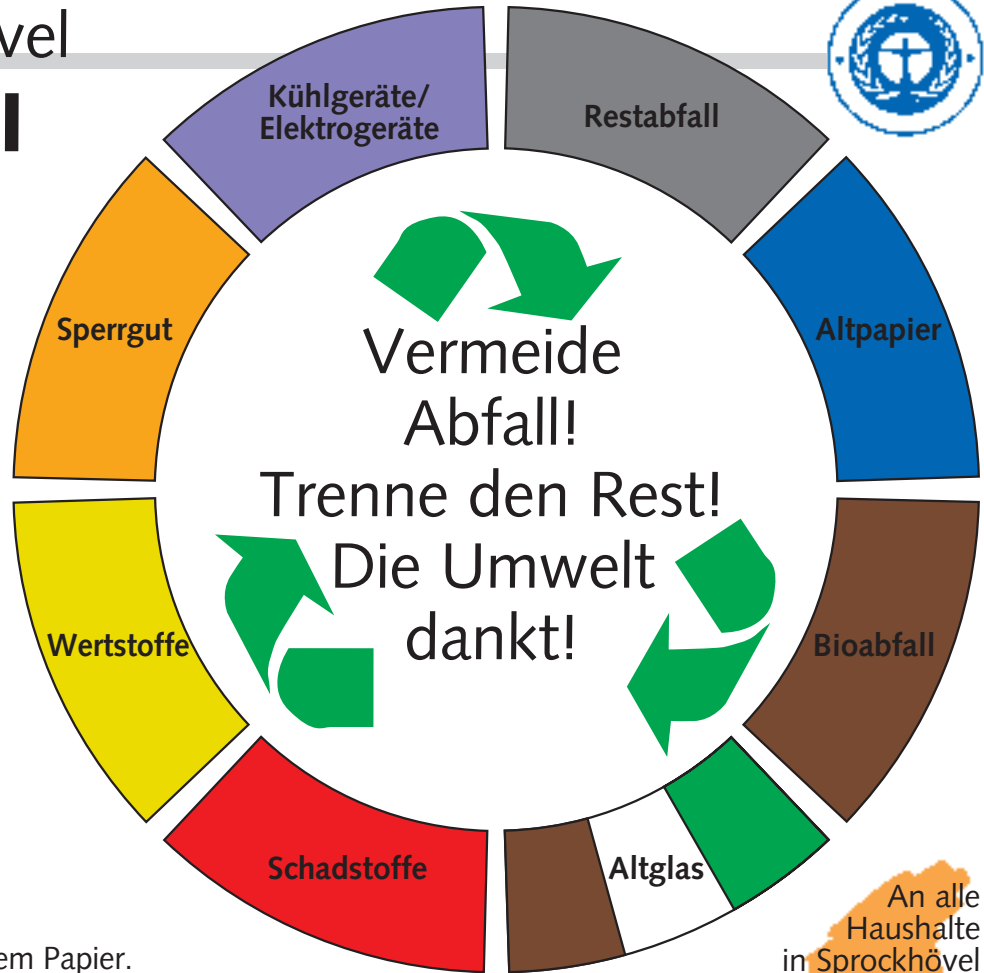 vel
l
Kühlgeräte/
Elektrogeräte
Restabfall
Sperrgut
Altpapier
Vermeide
Abfall!
Trenne den Rest!
Die Umwelt
dankt!
Wertstoffe
Bioabfall
Schadstoffe
Altglas
An alle
Haushalte
in Sprockhövel
em Papier.